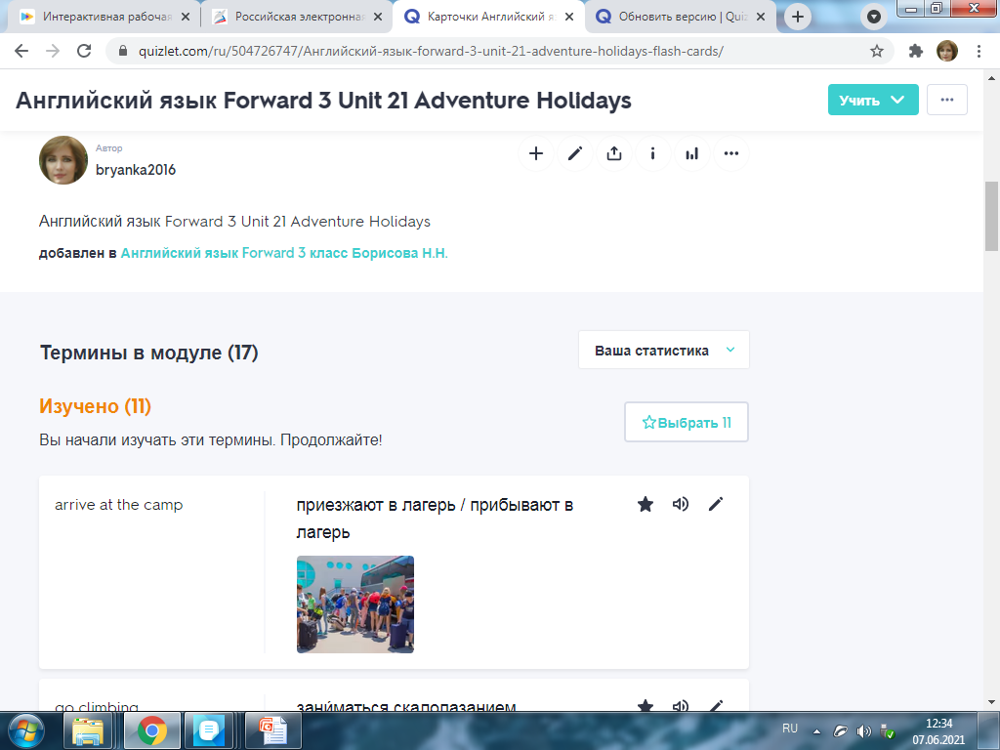 Интерактивная рабочая
Российская электронная
Карточки Английский я
Обновить версию | Quiz
quizlet.com/ru/504726747/Английский-язык-forward-3-unit-21-adventure-holidays-flash-cards/
Английский язык Forward 3 Unit 21 Adventure Holidays
Учить
Автор
bryanka2016
Английский язык Forward 3 Unit 21 Adventure Holidays
добавлен в Английский язык Forward 3 класс Борисова Н.Н.
Термины в модуле (17)
Ваша статистика
Изучено (11)
Выбрать 11
Вы начали изучать эти термины. Продолжайте!
arrive at the camp
приезжают в лагерь / прибывают в
лагерь
go climbing
зани́маться скалолазанием
RU
12:34
07.06.2021